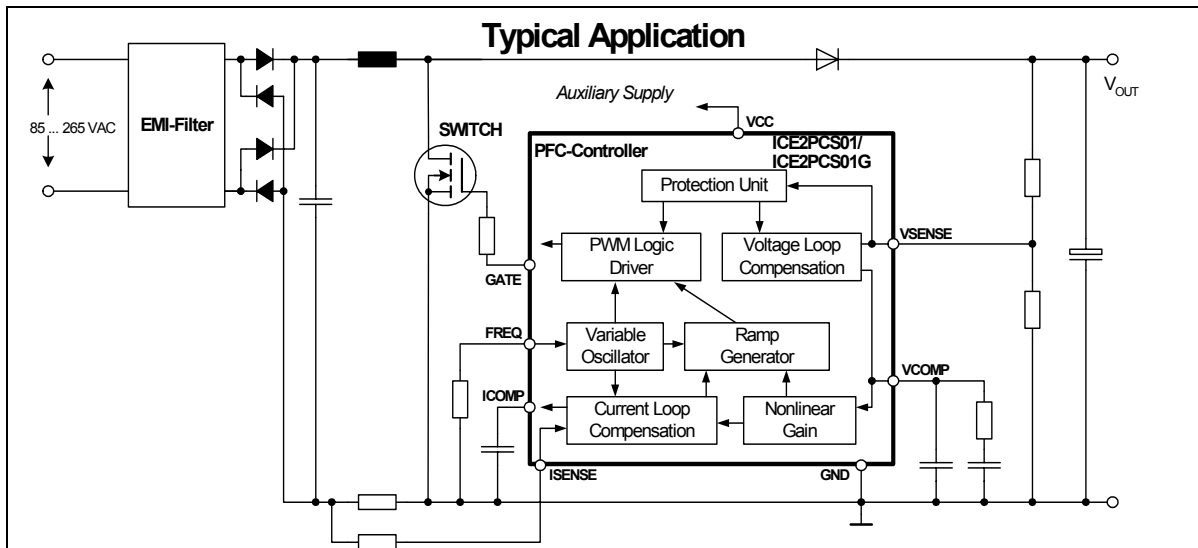 Typical Application
85 ... 265 VAC
EMI-Filter
SWITCH
Auxiliary Supply
VCC
VOUT
PFC-Controller
ICE2PCS01/
ICE2PCS01G
Protection Unit
PWM Logic
Driver
Voltage Loop
Compensation
VSENSE
GATE
FREQ
Variable
Oscillator
Ramp
Generator
VCOMP
ICOMP
Current Loop
Compensation
Nonlinear
Gain
ISENSE
GND